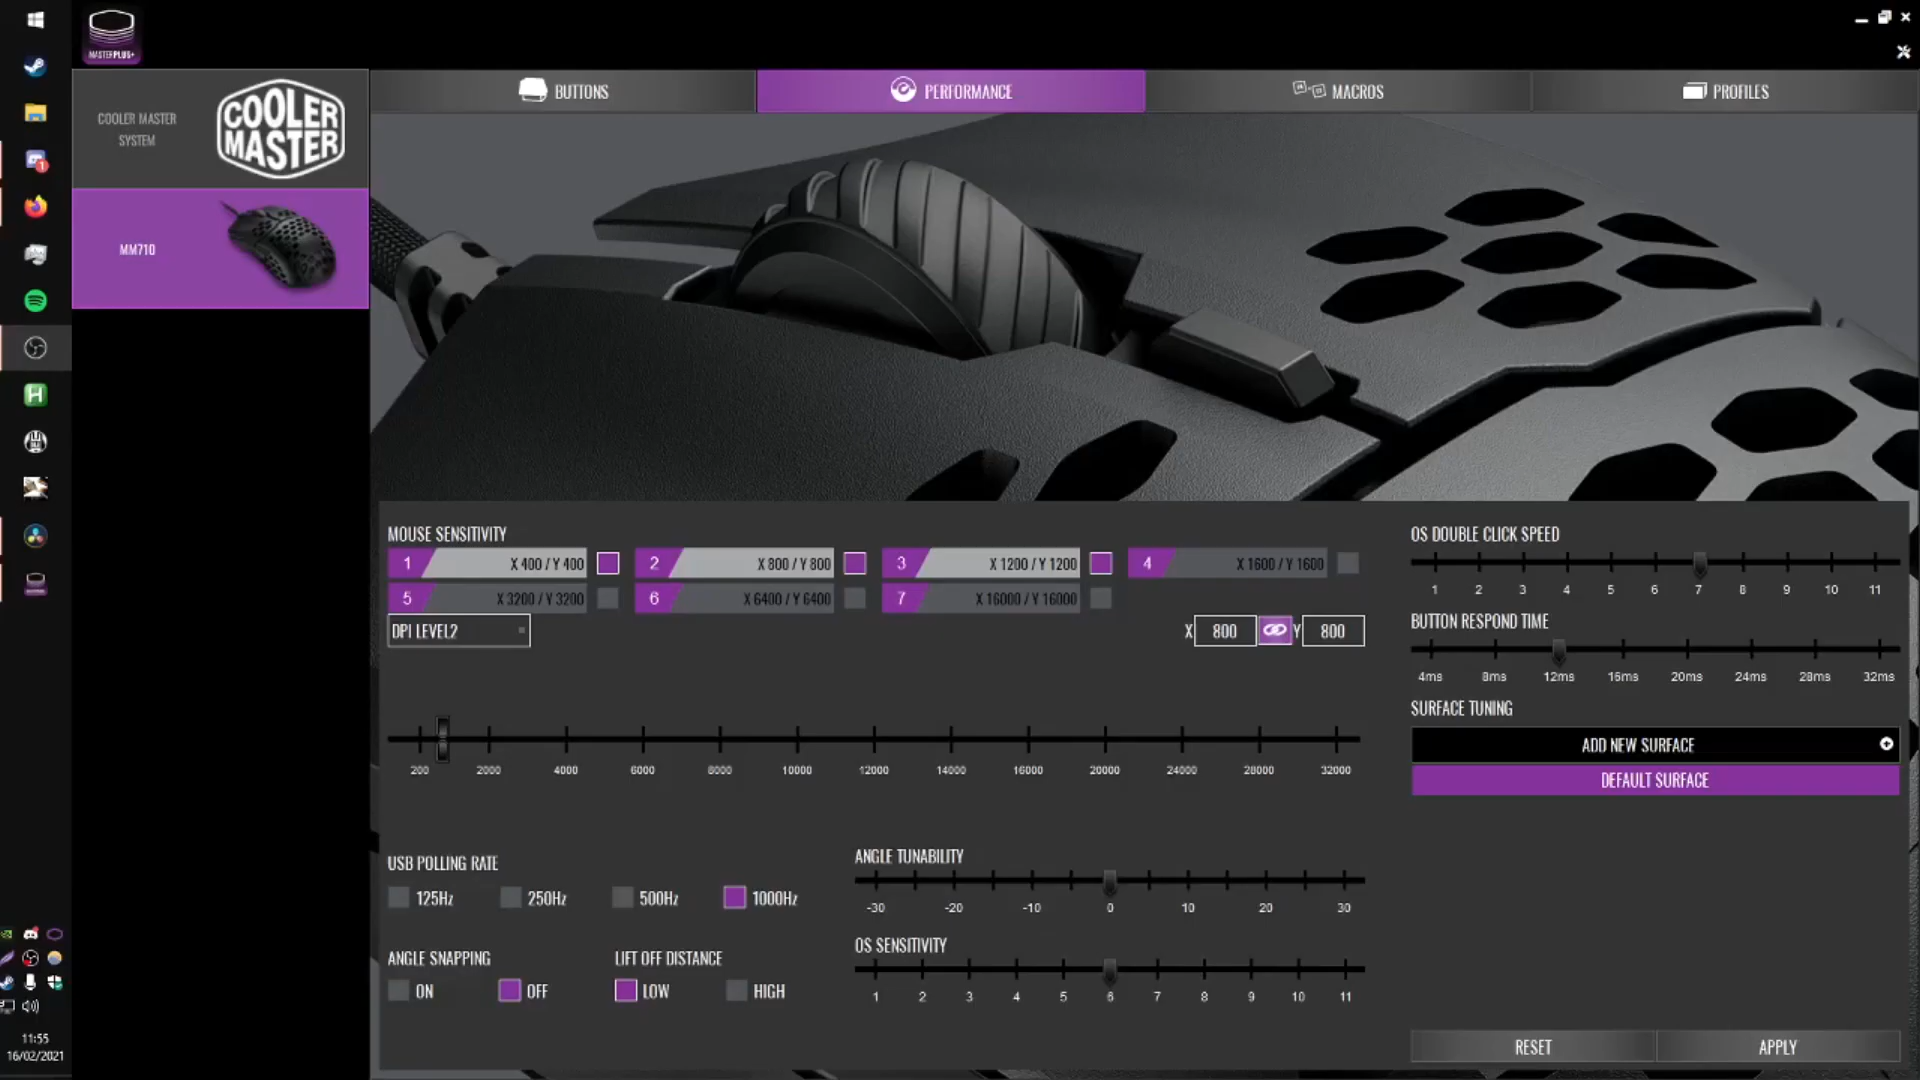 MASTERPLUS+
COOLER MASTER
SYSTEM
COOLER
MASTER
MM710
BUTTONS
PERFORMANCE
MACROS
PROFILES
MOUSE SENSITIVITY
1 X 400 / Y 400
2 X 800 / Y 800
3 X 1200 / Y 1200
4 X 1600 / Y 1600
5 X 3200 / Y 3200
6 X 6400 / Y 6400
7 X 16000 / Y 16000
DPI LEVEL2
X 800 Y 800
200 2000 4000 6000 8000 10000 12000 14000 16000 20000 24000 28000 32000
USB POLLING RATE
125Hz 250Hz 500Hz 1000Hz
ANGLE SNAPPING
ON OFF
LIFT OFF DISTANCE
LOW HIGH
ANGLE TUNABILITY
-30 -20 -10 0 10 20 30
OS SENSITIVITY
1 2 3 4 5 6 7 8 9 10 11
OS DOUBLE CLICK SPEED
1 2 3 4 5 6 7 8 9 10 11
BUTTON RESPOND TIME
4ms 8ms 12ms 16ms 20ms 24ms 28ms 32ms
SURFACE TUNING
ADD NEW SURFACE
DEFAULT SURFACE
RESET
APPLY
11:55
16/02/2021